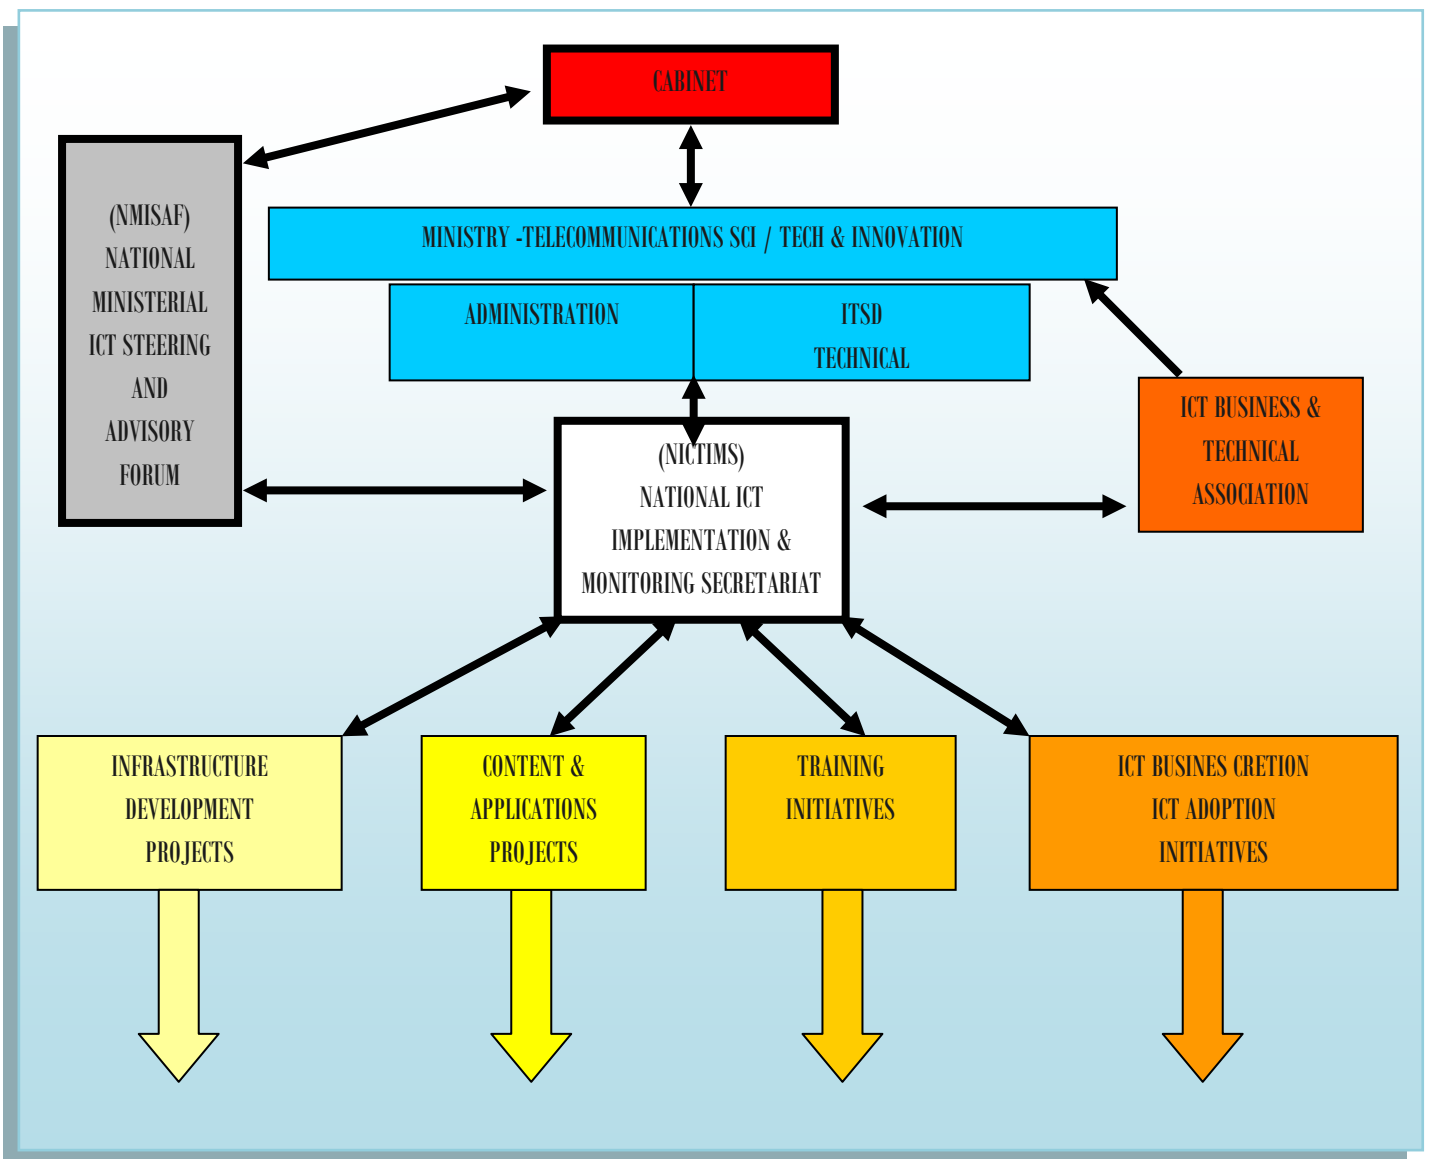 CABINET
(NMISAF)
NATIONAL
MINISTERIAL
ICT STEERING
AND
ADVISORY
FORUM
MINISTRY -TELECOMMUNICATIONS SCI / TECH & INNOVATION
ADMINISTRATION
ITSD
TECHNICAL
ICT BUSINESS &
TECHNICAL
ASSOCIATION
(NICTIMS)
NATIONAL ICT
IMPLEMENTATION &
MONITORING SECRETARIAT
INFRASTRUCTURE
DEVELOPMENT
PROJECTS
CONTENT &
APPLICATIONS
PROJECTS
TRAINING
INITIATIVES
ICT BUSINES CRETION
ICT ADOPTION
INITIATIVES